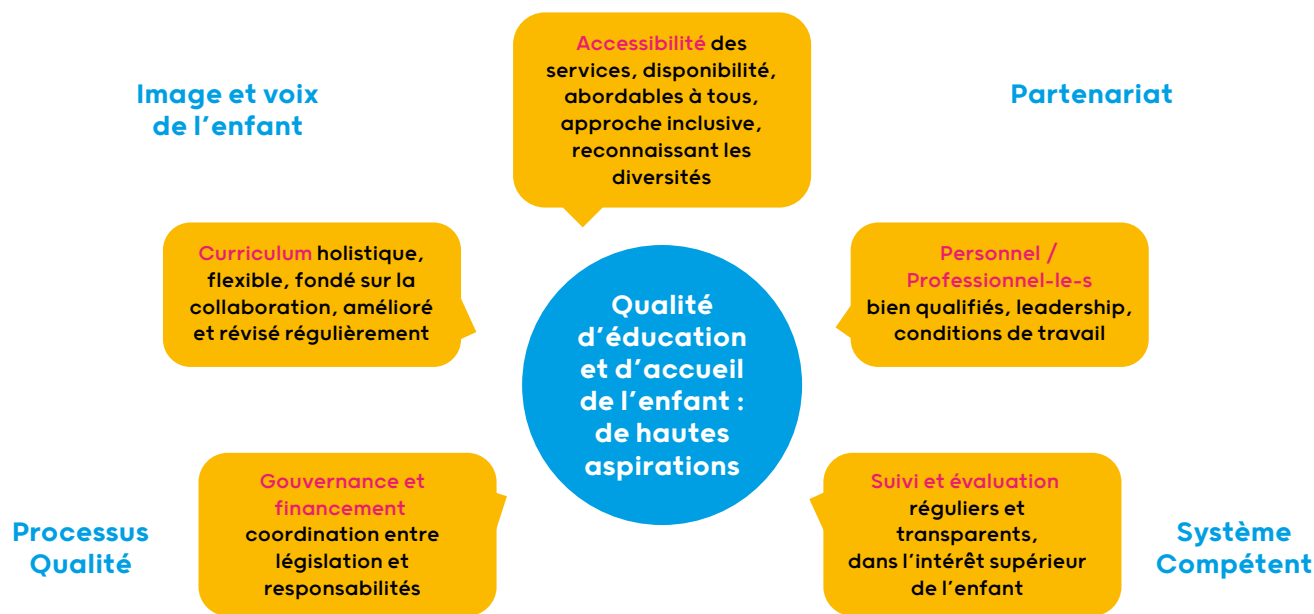 Accessibilité des
services, disponibilité,
abordables à tous,
approche inclusive,
reconnaissant les
diversités
Image et voix
de l'enfant
Partenariat
Curriculum holistique,
flexible, fondé sur la
collaboration, amélioré
et révisé régulièrement
Personnel /
Professionnel-le-s
bien qualifiés, leadership,
conditions de travail
Qualité
d'éducation
et d'accueil
de l'enfant :
de hautes
aspirations
Gouvernance et
financement
coordination entre
législation et
responsabilités
Suivi et évaluation
réguliers et
transparents,
dans l'intérêt supérieur
de l'enfant
Processus
Qualité
Système
Compétent